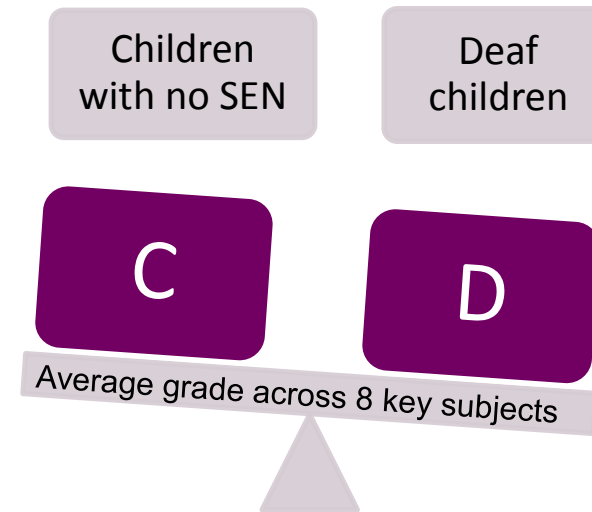 Children
with no SEN
Deaf
children
C
D
Average grade across 8 key subjects